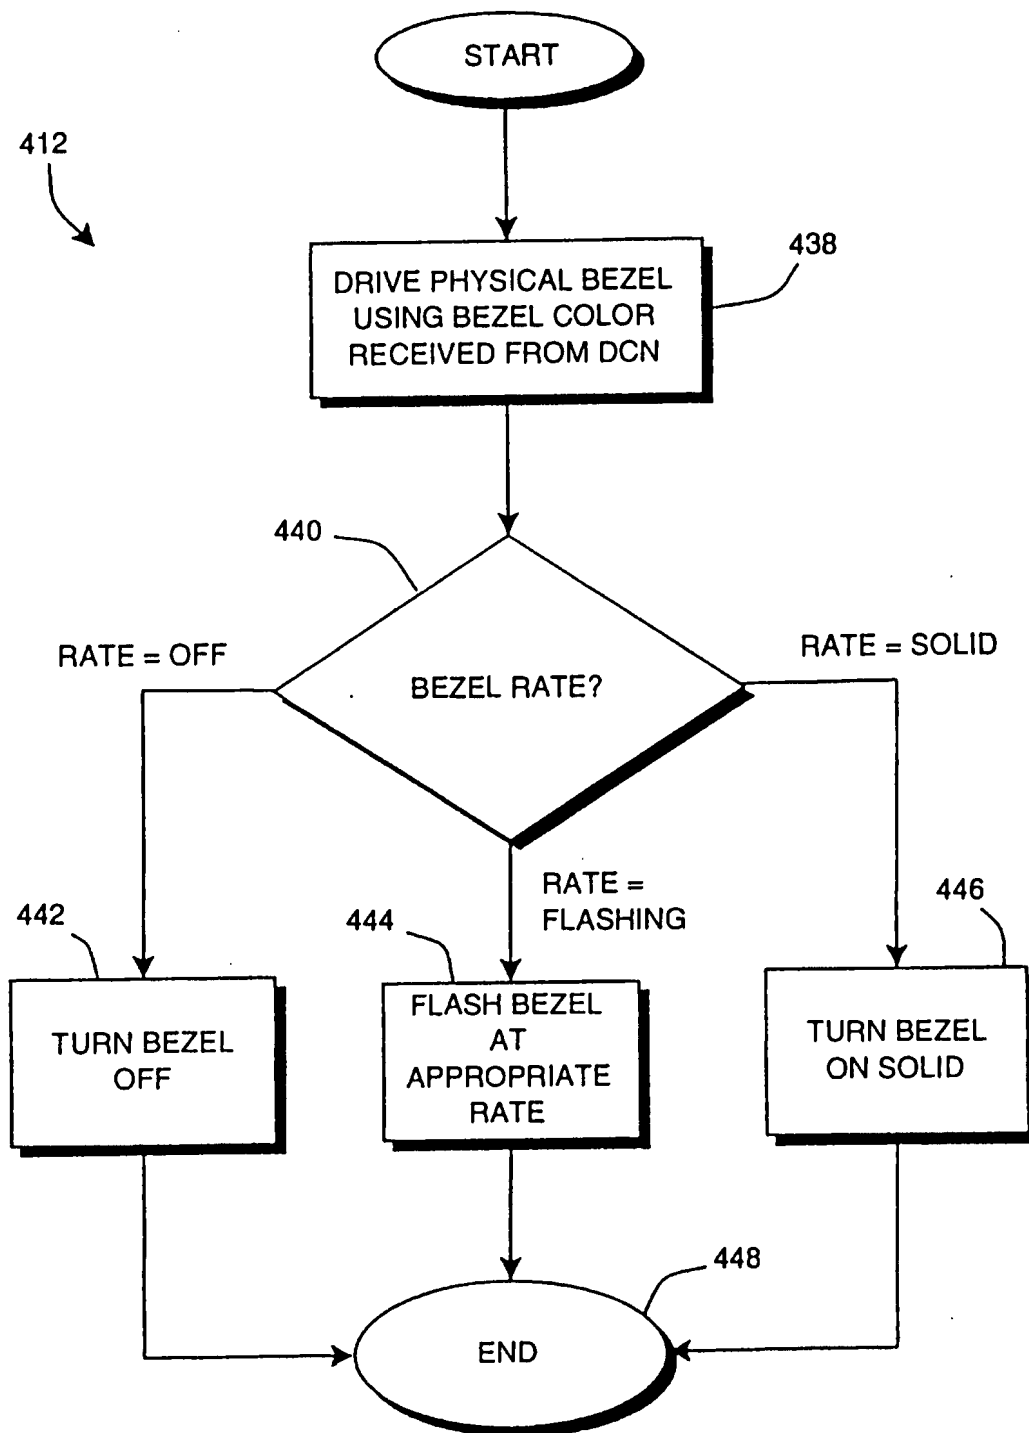 START
412
438
DRIVE PHYSICAL BEZEL
USING BEZEL COLOR
RECEIVED FROM DCN
440
RATE = OFF
RATE = SOLID
BEZEL RATE?
RATE =
FLASHING
442
444
446
TURN BEZEL
OFF
FLASH BEZEL
AT
APPROPRIATE
RATE
TURN BEZEL
ON SOLID
448
END